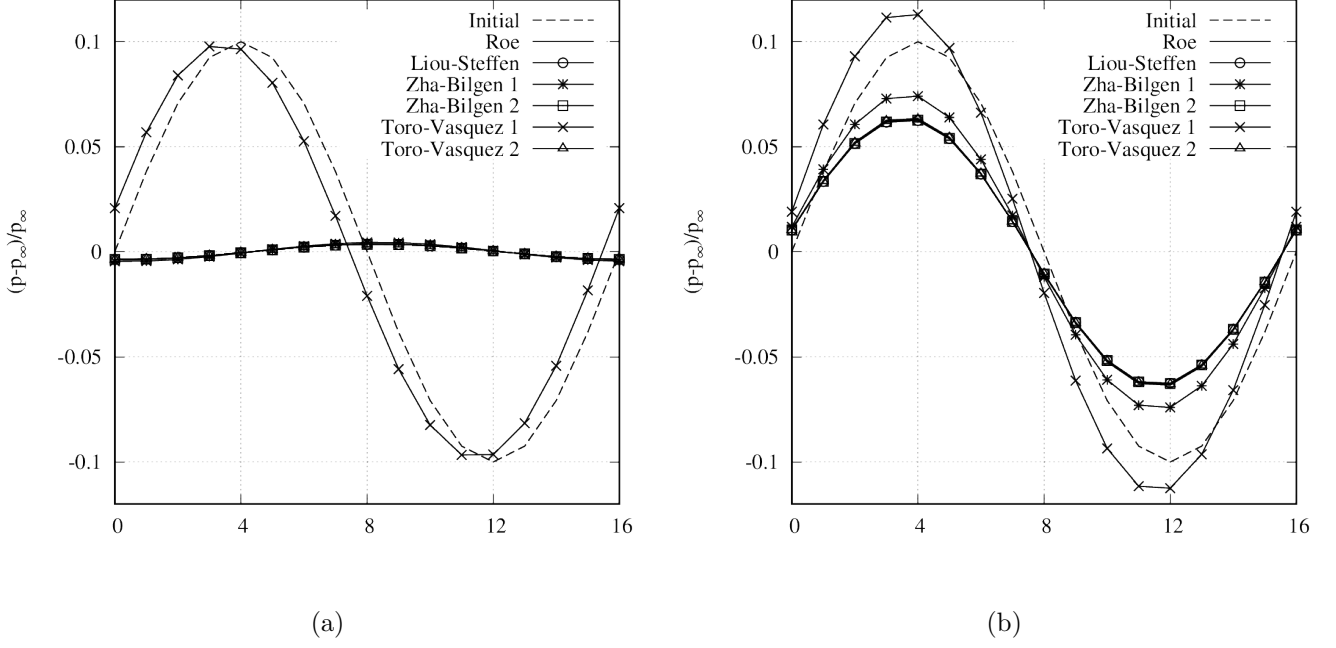 (p-p∞)/p∞
0.1
0.05
0
-0.05
-0.1
0 4 8 12 16
Initial
Roe
Liou-Steffen
Zha-Bilgen 1
Zha-Bilgen 2
Toro-Vasquez 1
Toro-Vasquez 2
(a)
(p-p∞)/p∞
0.1
0.05
0
-0.05
-0.1
0 4 8 12 16
Initial
Roe
Liou-Steffen
Zha-Bilgen 1
Zha-Bilgen 2
Toro-Vasquez 1
Toro-Vasquez 2
(b)